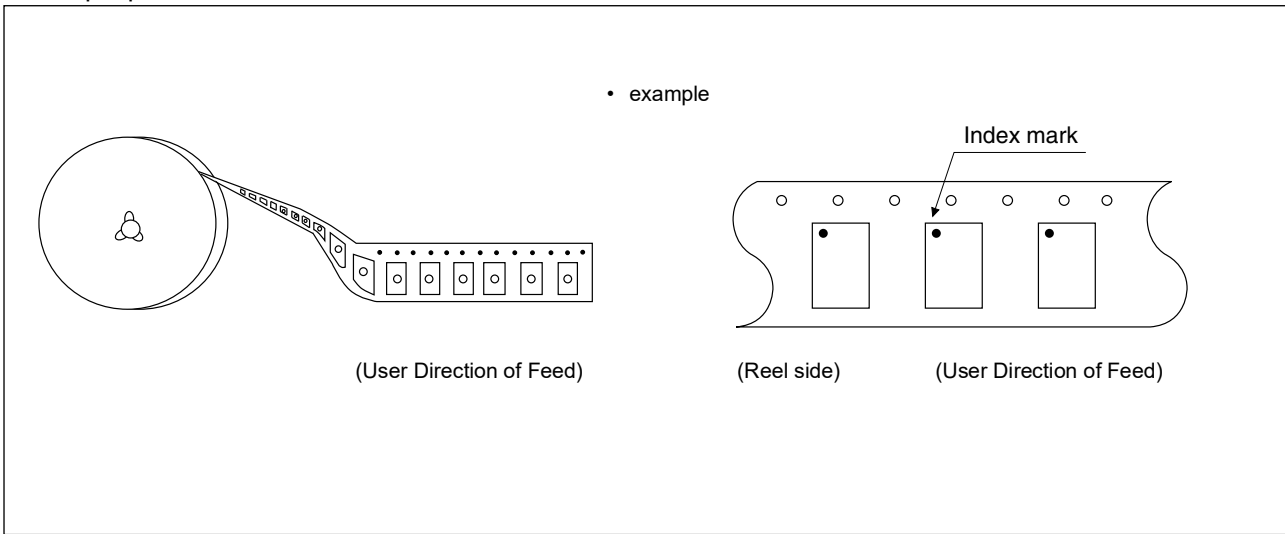 • example
Index mark
(User Direction of Feed)
(Reel side)
(User Direction of Feed)